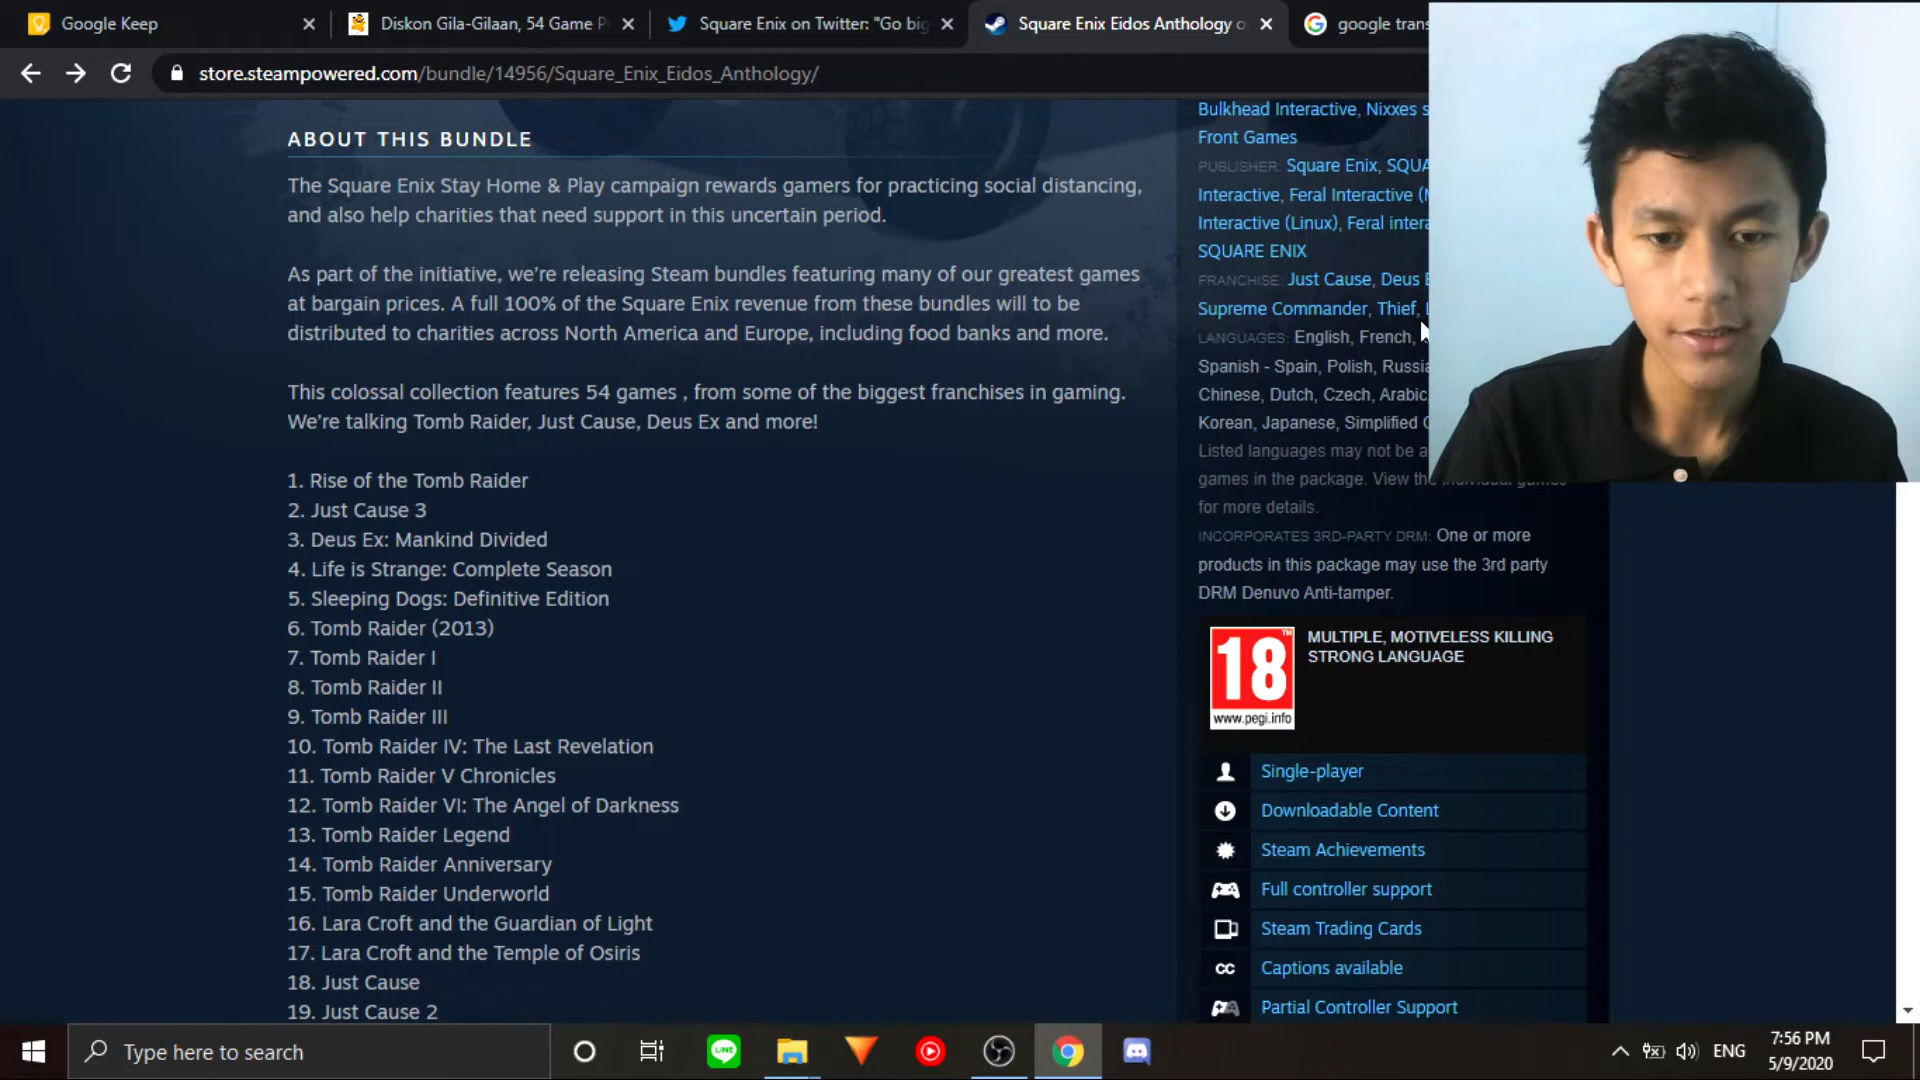 Google Keep
Diskon Gila-Gilaan, 54 Game P
Square Enix on Twitter: "Go big
Square Enix Eidos Anthology o
google trans
store.steampowered.com/bundle/14956/Square_Enix_Eidos_Anthology/
ABOUT THIS BUNDLE
The Square Enix Stay Home & Play campaign rewards gamers for practicing social distancing,
and also help charities that need support in this uncertain period.
As part of the initiative, we're releasing Steam bundles featuring many of our greatest games
at bargain prices. A full 100% of the Square Enix revenue from these bundles will to be
distributed to charities across North America and Europe, including food banks and more.
This colossal collection features 54 games , from some of the biggest franchises in gaming.
We're talking Tomb Raider, Just Cause, Deus Ex and more!
1. Rise of the Tomb Raider
2. Just Cause 3
3. Deus Ex: Mankind Divided
4. Life is Strange: Complete Season
5. Sleeping Dogs: Definitive Edition
6. Tomb Raider (2013)
7. Tomb Raider I
8. Tomb Raider II
9. Tomb Raider III
10. Tomb Raider IV: The Last Revelation
11. Tomb Raider V Chronicles
12. Tomb Raider VI: The Angel of Darkness
13. Tomb Raider Legend
14. Tomb Raider Anniversary
15. Tomb Raider Underworld
16. Lara Croft and the Guardian of Light
17. Lara Croft and the Temple of Osiris
18. Just Cause
19. Just Cause 2
Bulkhead Interactive, Nixxes s
Front Games
PUBLISHER: Square Enix, SQUA
Interactive, Feral Interactive (
Interactive (Linux), Feral intera
SQUARE ENIX
FRANCHISE: Just Cause, Deus
Supreme Commander, Thief,
LANGUAGES: English, French,
Spanish - Spain, Polish, Russia
Chinese, Dutch, Czech, Arabic,
Korean, Japanese, Simplified
Listed languages may not be a
games in the package. View the individual games
for more details.
INCORPORATES 3RD-PARTY DRM: One or more
products in this package may use the 3rd party
DRM Denuvo Anti-tamper.
18
TM
www.pegi.info
MULTIPLE, MOTIVELESS KILLING
STRONG LANGUAGE
Single-player
Downloadable Content
Steam Achievements
Full controller support
Steam Trading Cards
CC Captions available
Partial Controller Support
Type here to search
LINE
ENG
7:56 PM
5/9/2020